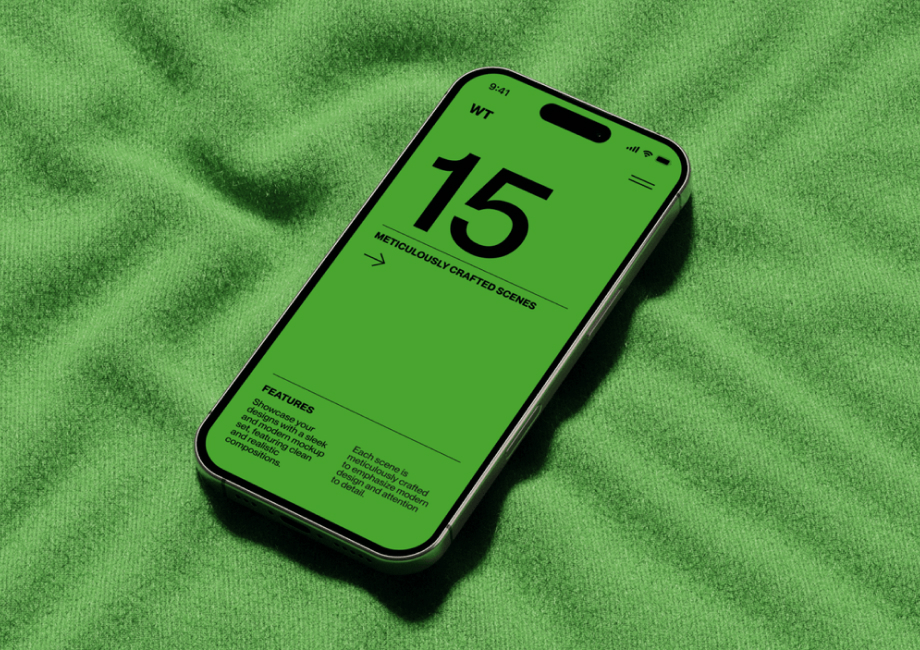 9:41
WT
15
METICULOUSLY CRAFTED SCENES
FEATURES
Showcase your
designs with a sleek
and modern mockup
set, featuring clean
and realistic
compositions.
Each scene is
meticulously crafted
to emphasize modern
design and attention
to detail.